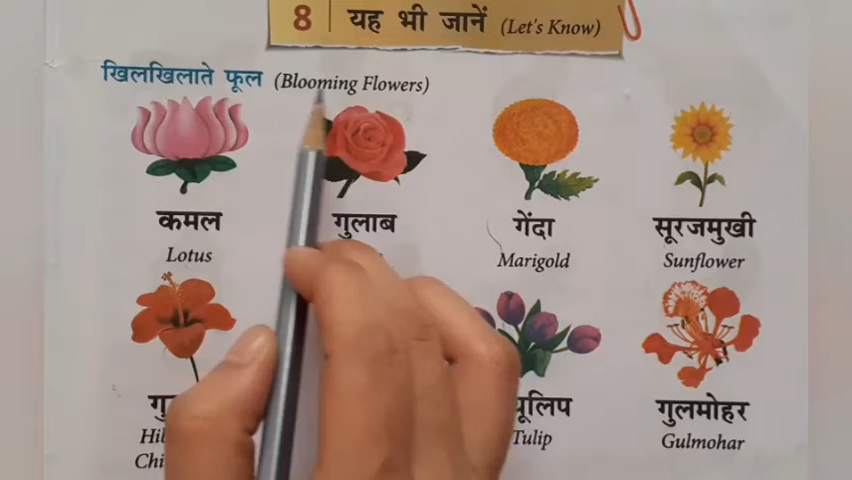 8 यह भी जानें (Let's Know)
खिलखिलाते फूल (Blooming Flowers)
कमल गुलाब गेंदा सूरजमुखी
Lotus Marigold Sunflower
गुलमोहर
Tulip Gulmohar